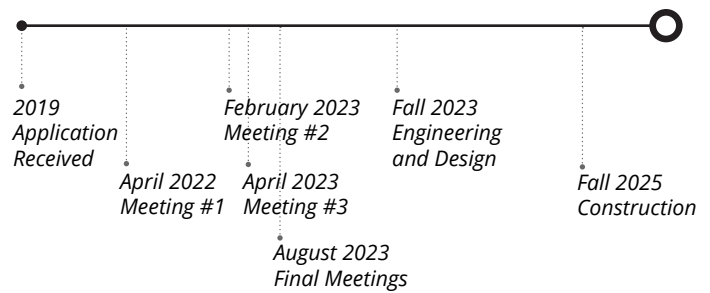 2019
Application
Received
April 2022
Meeting #1
February 2023
Meeting #2
April 2023
Meeting #3
August 2023
Final Meetings
Fall 2023
Engineering
and Design
Fall 2025
Construction